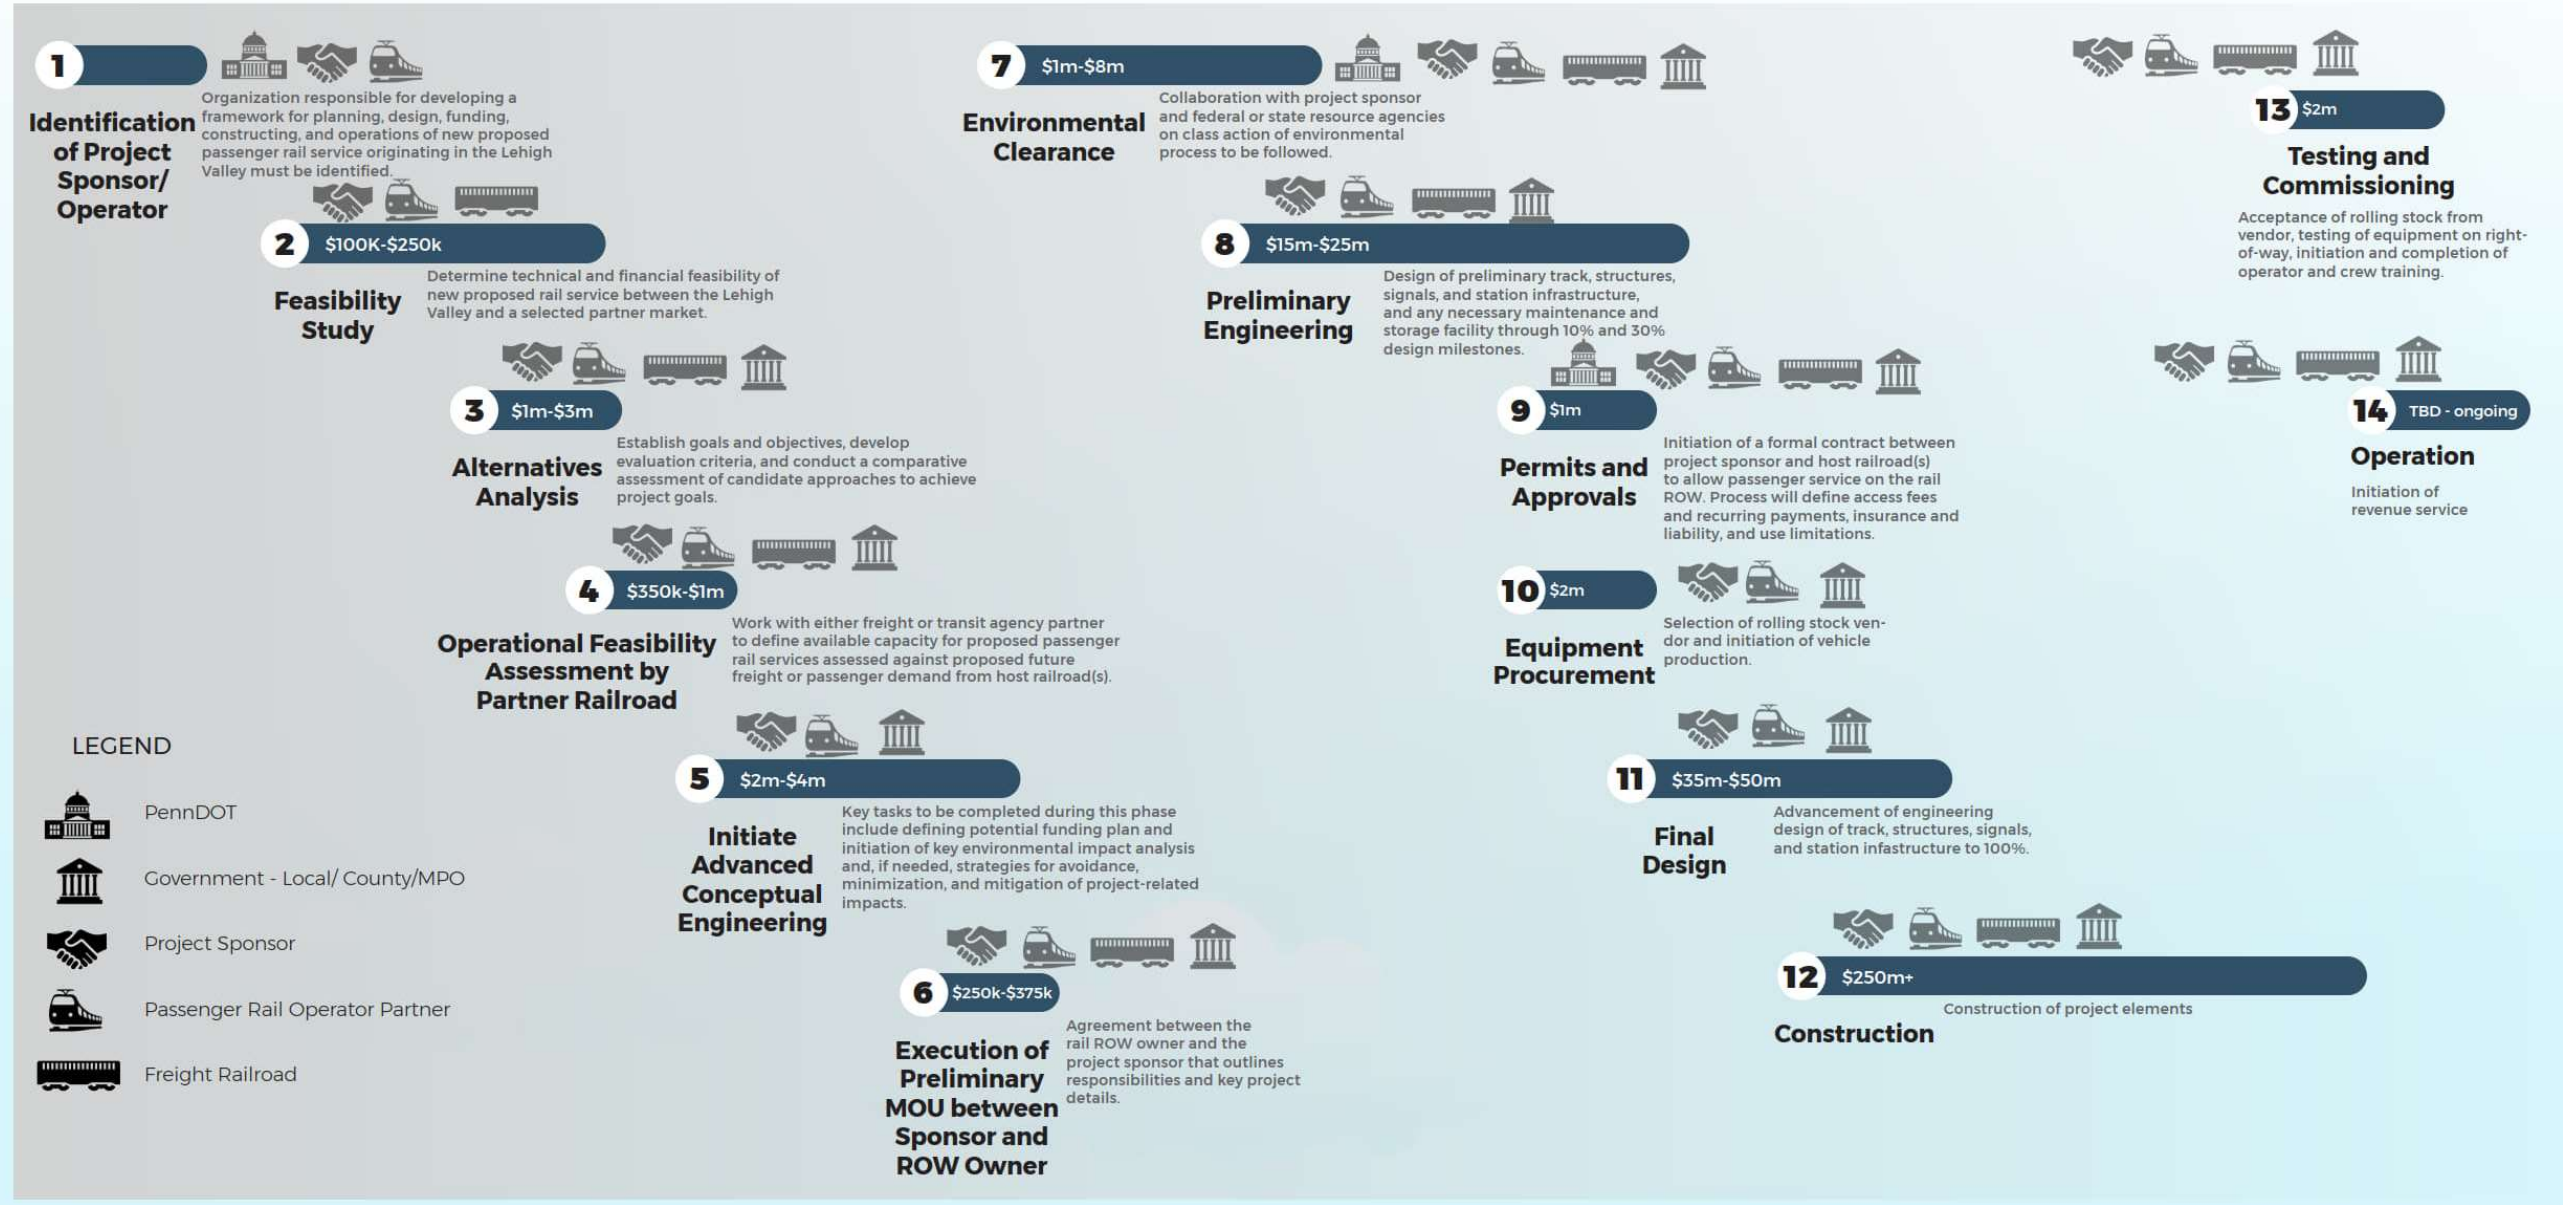 1
Identification
of Project
Sponsor/
Operator
Organization responsible for developing a
framework for planning, design, funding,
constructing, and operations of new proposed
passenger rail service originating in the Lehigh
Valley must be identified.
2 $100K-$250k
Feasibility
Study
Determine technical and financial feasibility of
new proposed rail service between the Lehigh
Valley and a selected partner market.
3 $1m-$3m
Alternatives
Analysis
Establish goals and objectives, develop
evaluation criteria, and conduct a comparative
assessment of candidate approaches to achieve
project goals.
4 $350k-$1m
Operational Feasibility
Assessment by
Partner Railroad
Work with either freight or transit agency partner
to define available capacity for proposed passenger
rail services assessed against proposed future
freight or passenger demand from host railroad(s).
5 $2m-$4m
Initiate
Advanced
Conceptual
Engineering
Key tasks to be completed during this phase
include defining potential funding plan and
initiation of key environmental impact analysis
and, if needed, strategies for avoidance,
minimization, and mitigation of project-related
impacts.
6 $250k-$375k
Execution of
Preliminary
MOU between
Sponsor and
ROW Owner
Agreement between the
rail ROW owner and the
project sponsor that outlines
responsibilities and key project
details.
7 $1m-$8m
Environmental
Clearance
Collaboration with project sponsor
and federal or state resource agencies
on class action of environmental
process to be followed.
8 $15m-$25m
Preliminary
Engineering
Design of preliminary track, structures,
signals, and station infrastructure,
and any necessary maintenance and
storage facility through 10% and 30%
design milestones.
9 $1m
Permits and
Approvals
Initiation of a formal contract between
project sponsor and host railroad(s)
to allow passenger service on the rail
ROW. Process will define access fees
and recurring payments, insurance and
liability, and use limitations.
10 $2m
Equipment
Procurement
Selection of rolling stock ven-
dor and initiation of vehicle
production.
11 $35m-$50m
Final
Design
Advancement of engineering
design of track, structures, signals,
and station infastructure to 100%.
12 $250m+
Construction
Construction of project elements
13 $2m
Testing and
Commissioning
Acceptance of rolling stock from
vendor, testing of equipment on right-
of-way, initiation and completion of
operator and crew training.
14 TBD - ongoing
Operation
Initiation of
revenue service
LEGEND
PennDOT
Government - Local/ County/MPO
Project Sponsor
Passenger Rail Operator Partner
Freight Railroad